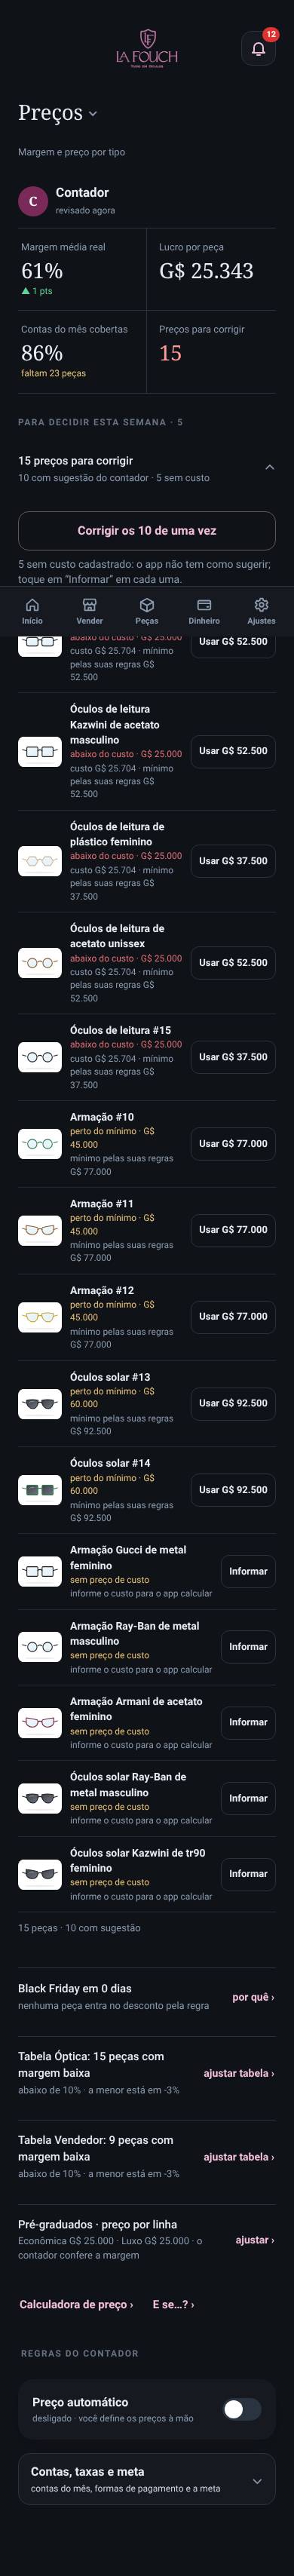 LA FOUCH
12
Preços
Margem e preço por tipo
C
Contador
revisado agora
Margem média real
61%
▲ 1 pts
Lucro por peça
G$ 25.343
Contas do mês cobertas
86%
faltam 23 peças
Preços para corrigir
15
PARA DECIDIR ESTA SEMANA · 5
15 preços para corrigir
10 com sugestão do contador · 5 sem custo
Corrigir os 10 de uma vez
5 sem custo cadastrado: o app não tem como sugerir;
toque em “Informar” em cada uma.
Início
Vender
Peças
Dinheiro
Ajustes
abaixo do custo · G$ 25.000
custo G$ 25.704 · mínimo
pelas suas regras G$
52.500
Usar G$ 52.500
Óculos de leitura
Kazwini de acetato
masculino
abaixo do custo · G$ 25.000
custo G$ 25.704 · mínimo
pelas suas regras G$
52.500
Usar G$ 52.500
Óculos de leitura de
plástico feminino
abaixo do custo · G$ 25.000
custo G$ 25.704 · mínimo
pelas suas regras G$
37.500
Usar G$ 37.500
Óculos de leitura de
acetato unissex
abaixo do custo · G$ 25.000
custo G$ 25.704 · mínimo
pelas suas regras G$
52.500
Usar G$ 52.500
Óculos de leitura #15
abaixo do custo · G$ 25.000
custo G$ 25.704 · mínimo
pelas suas regras G$
37.500
Usar G$ 37.500
Armação #10
perto do mínimo · G$
45.000
mínimo pelas suas regras
G$ 77.000
Usar G$ 77.000
Armação #11
perto do mínimo · G$
45.000
mínimo pelas suas regras
G$ 77.000
Usar G$ 77.000
Armação #12
perto do mínimo · G$
45.000
mínimo pelas suas regras
G$ 77.000
Usar G$ 77.000
Óculos solar #13
perto do mínimo · G$
60.000
mínimo pelas suas regras
G$ 92.500
Usar G$ 92.500
Óculos solar #14
perto do mínimo · G$
60.000
mínimo pelas suas regras
G$ 92.500
Usar G$ 92.500
Armação Gucci de metal
feminino
sem preço de custo
informe o custo para o app calcular
Informar
Armação Ray-Ban de metal
masculino
sem preço de custo
informe o custo para o app calcular
Informar
Armação Armani de acetato
feminino
sem preço de custo
informe o custo para o app calcular
Informar
Óculos solar Ray-Ban de
metal masculino
sem preço de custo
informe o custo para o app calcular
Informar
Óculos solar Kazwini de tr90
feminino
sem preço de custo
informe o custo para o app calcular
Informar
15 peças · 10 com sugestão
Black Friday em 0 dias
nenhuma peça entra no desconto pela regra
por quê ›
Tabela Óptica: 15 peças com
margem baixa
abaixo de 10% · a menor está em -3%
ajustar tabela ›
Tabela Vendedor: 9 peças com
margem baixa
abaixo de 10% · a menor está em -3%
ajustar tabela ›
Pré-graduados · preço por linha
Econômica G$ 25.000 · Luxo G$ 25.000 · o
contador confere a margem
ajustar ›
Calculadora de preço ›
E se...? ›
REGRAS DO CONTADOR
Preço automático
desligado · você define os preços à mão
Contas, taxas e meta
contas do mês, formas de pagamento e a meta